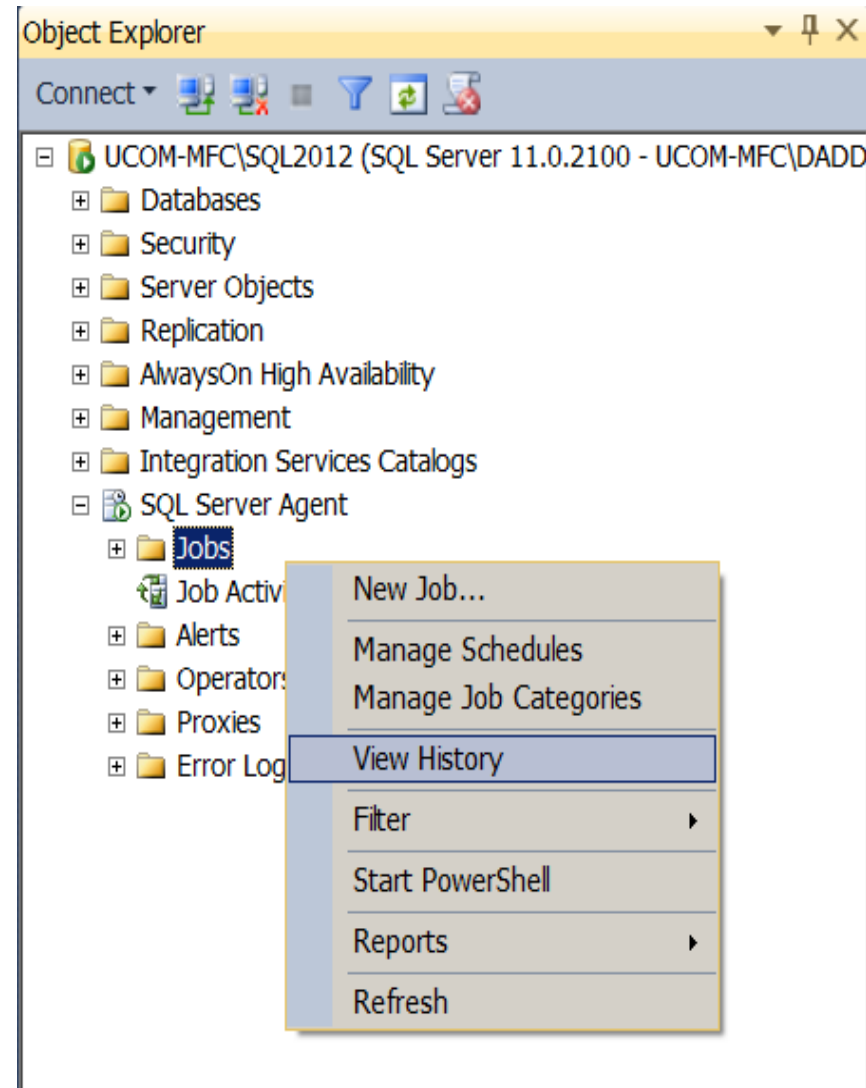 Object Explorer
Connect
UCOM-MFC\SQL2012 (SQL Server 11.0.2100 - UCOM-MFC\DADD
Databases
Security
Server Objects
Replication
AlwaysOn High Availability
Management
Integration Services Catalogs
SQL Server Agent
Jobs
Job Activi
Alerts
Operators
Proxies
Error Log
New Job...
Manage Schedules
Manage Job Categories
View History
Filter
Start PowerShell
Reports
Refresh